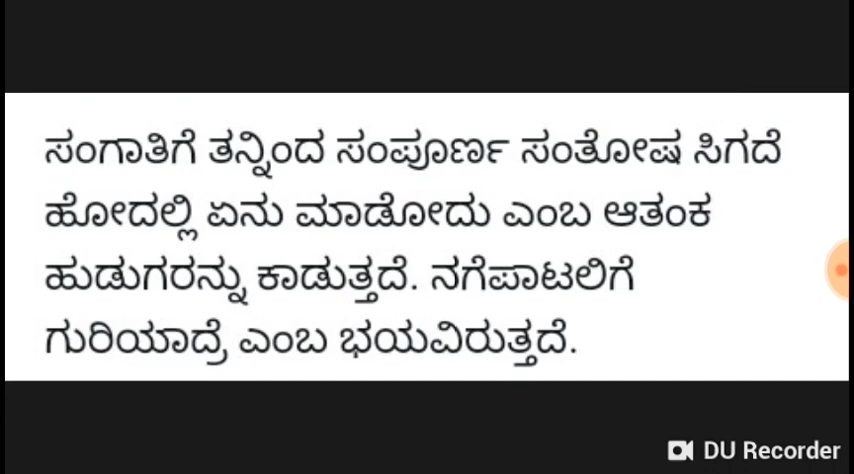 ಸಂಗಾತಿಗೆ ತನ್ನಿಂದ ಸಂಪೂರ್ಣ ಸಂತೋಷ ಸಿಗದೆ
ಹೋದಲ್ಲಿ ಏನು ಮಾಡೋದು ಎಂಬ ಆತಂಕ
ಹುಡುಗರನ್ನು ಕಾಡುತ್ತದೆ. ನಗೆಪಾಟಲಿಗೆ
ಗುರಿಯಾದ್ರೆ ಎಂಬ ಭಯವಿರುತ್ತದೆ.
DU Recorder